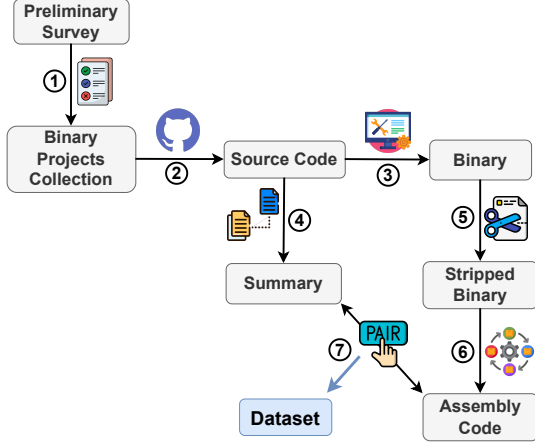 Preliminary
Survey
①
Binary
Projects
Collection
②
Source Code
③
Binary
④
⑤
Summary
Stripped
Binary
PAIR
⑦
⑥
Dataset
Assembly
Code